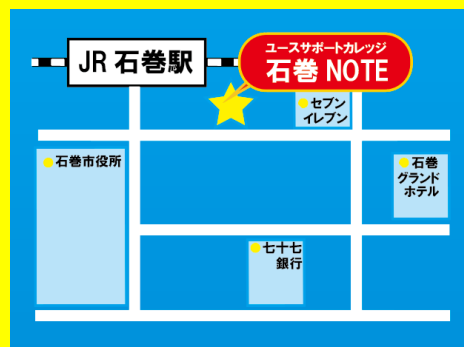 JR 石巻駅
ユースサポートカレッジ
石巻 NOTE
セブン
イレブン
石巻市役所
石巻
グランド
ホテル
七十七
銀行